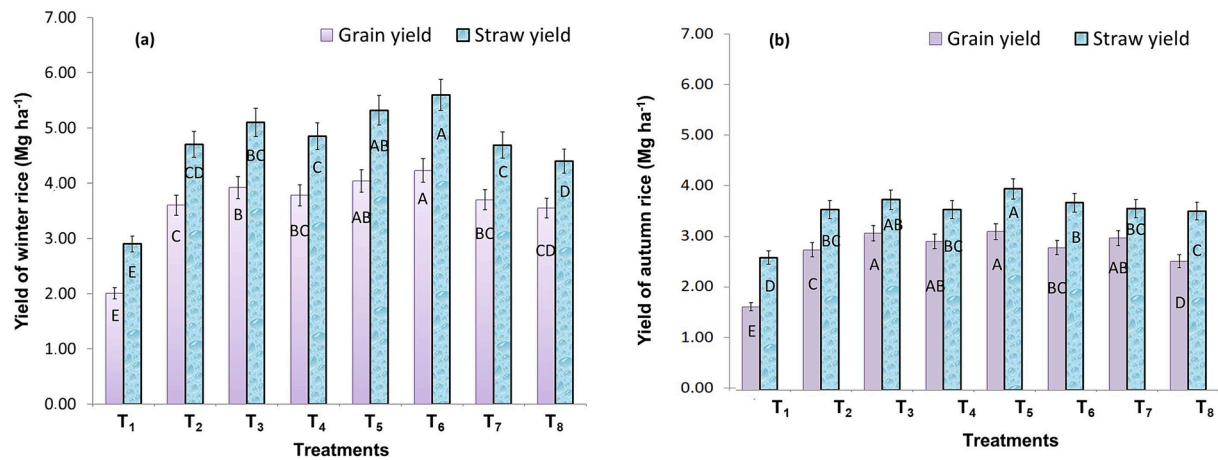 (a)
Grain yield
Straw yield
Yield of winter rice (Mg ha⁻¹)
7.00
6.00
5.00
4.00
3.00
2.00
1.00
0.00
E
E
C
CD
B
BC
BC
C
AB
AB
A
A
BC
C
CD
D
T₁ T₂ T₃ T₄ T₅ T₆ T₇ T₈
Treatments
(b)
Grain yield
Straw yield
Yield of autumn rice (Mg ha⁻¹)
7.00
6.00
5.00
4.00
3.00
2.00
1.00
0.00
E
D
C
BC
A
AB
AB
BC
A
A
BC
B
AB
BC
D
C
T₁ T₂ T₃ T₄ T₅ T₆ T₇ T₈
Treatments